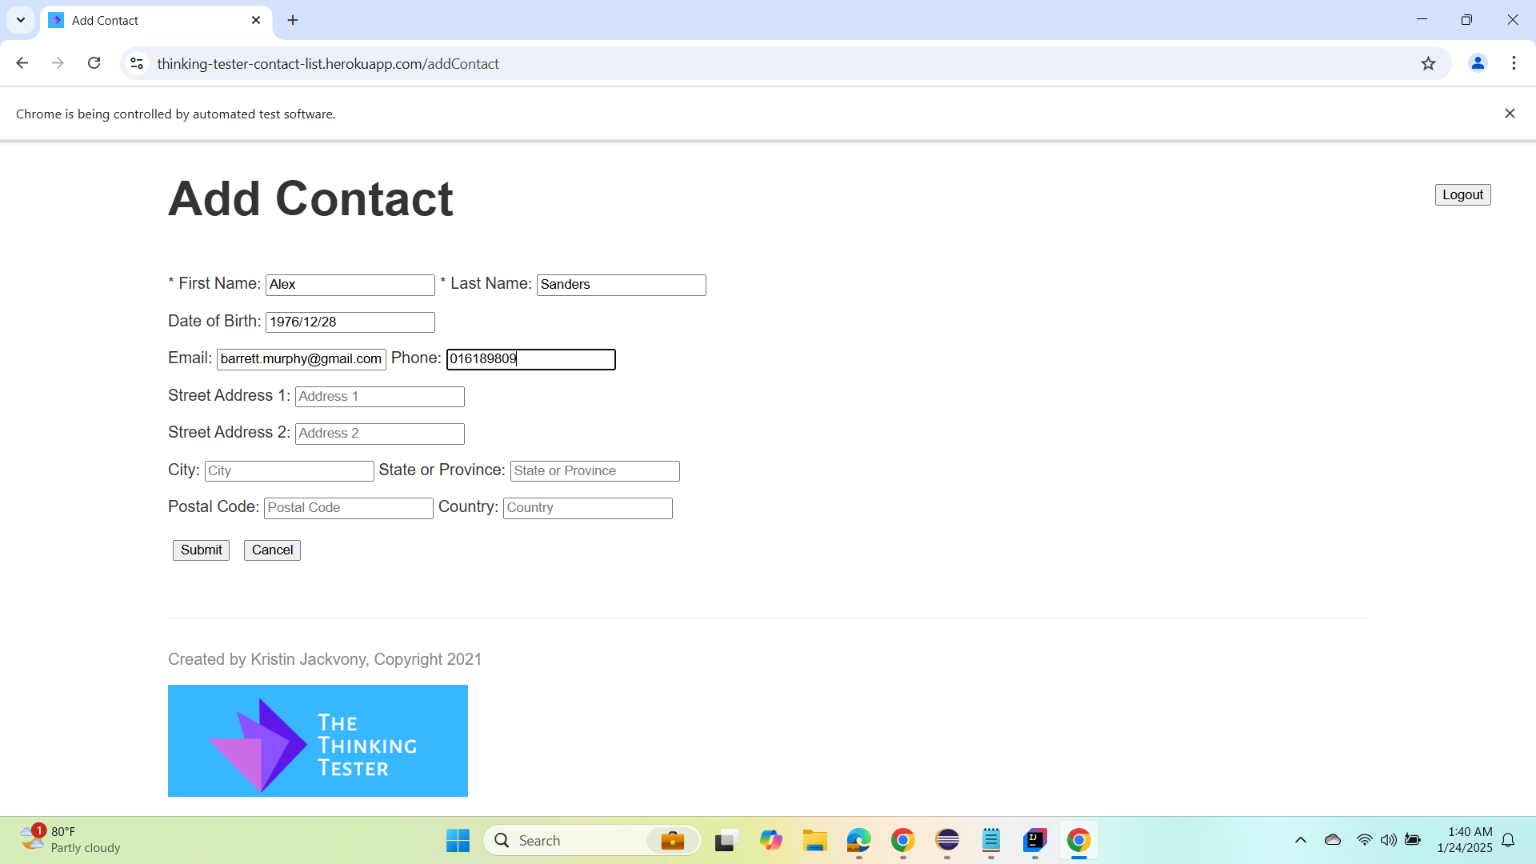 Add Contact
thinking-tester-contact-list.herokuapp.com/addContact
Chrome is being controlled by automated test software.
Add Contact
Logout
* First Name: Alex * Last Name: Sanders
Date of Birth: 1976/12/28
Email: barrett.murphy@gmail.com Phone: 016189809
Street Address 1: Address 1
Street Address 2: Address 2
City: City State or Province: State or Province
Postal Code: Postal Code Country: Country
Submit Cancel
Created by Kristin Jackvony, Copyright 2021
THE
THINKING
TESTER
1
80°F
Partly cloudy
Search
1:40 AM
1/24/2025